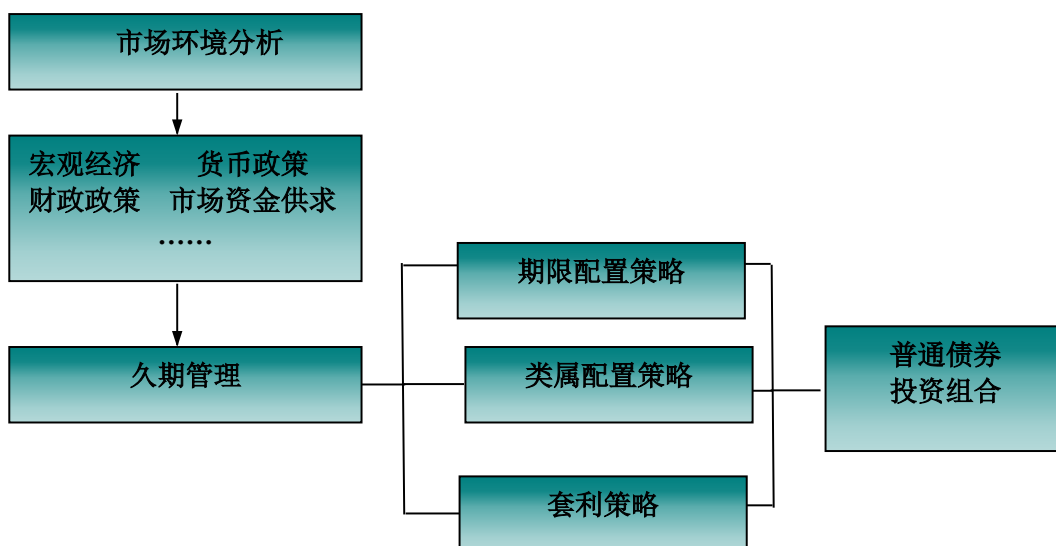 市场环境分析
宏观经济 货币政策
财政政策 市场资金供求
......
久期管理
期限配置策略
类属配置策略
套利策略
普通债券
投资组合